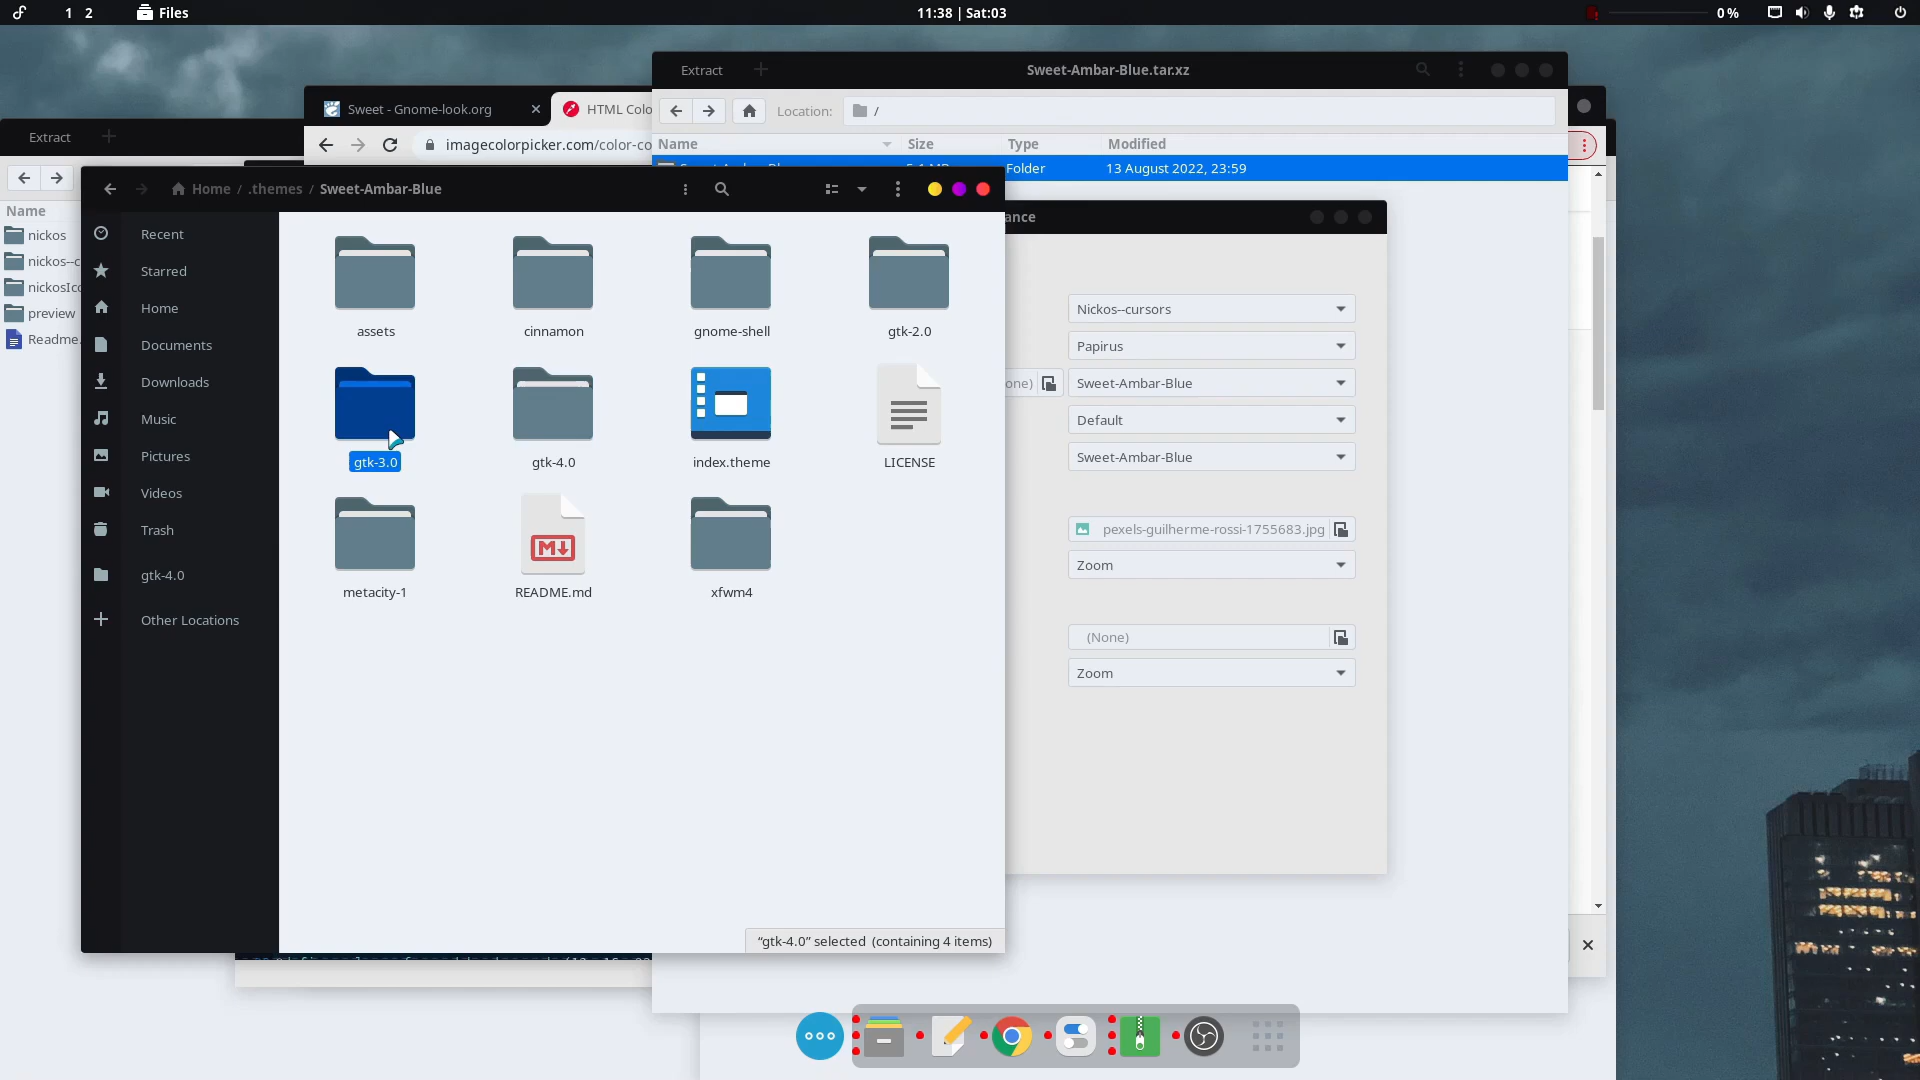 1 2 Files
11:38 | Sat:03
0 %
Extract
Sweet-Ambar-Blue.tar.xz
Location: /
Name Size Type Modified
Folder 13 August 2022, 23:59
Sweet - Gnome-look.org
HTML Colo
imagecolorpicker.com/color-co
Extract
Name
nickos
nickos--c
nickosIco
preview
Readme.
Home / .themes / Sweet-Ambar-Blue
Recent
Starred
Home
Documents
Downloads
Music
Pictures
Videos
Trash
gtk-4.0
Other Locations
assets
cinnamon
gnome-shell
gtk-2.0
gtk-3.0
gtk-4.0
index.theme
LICENSE
metacity-1
README.md
xfwm4
“gtk-4.0” selected (containing 4 items)
ance
Nickos--cursors
Papirus
one) Sweet-Ambar-Blue
Default
Sweet-Ambar-Blue
pexels-guilherme-rossi-1755683.jpg
Zoom
(None)
Zoom